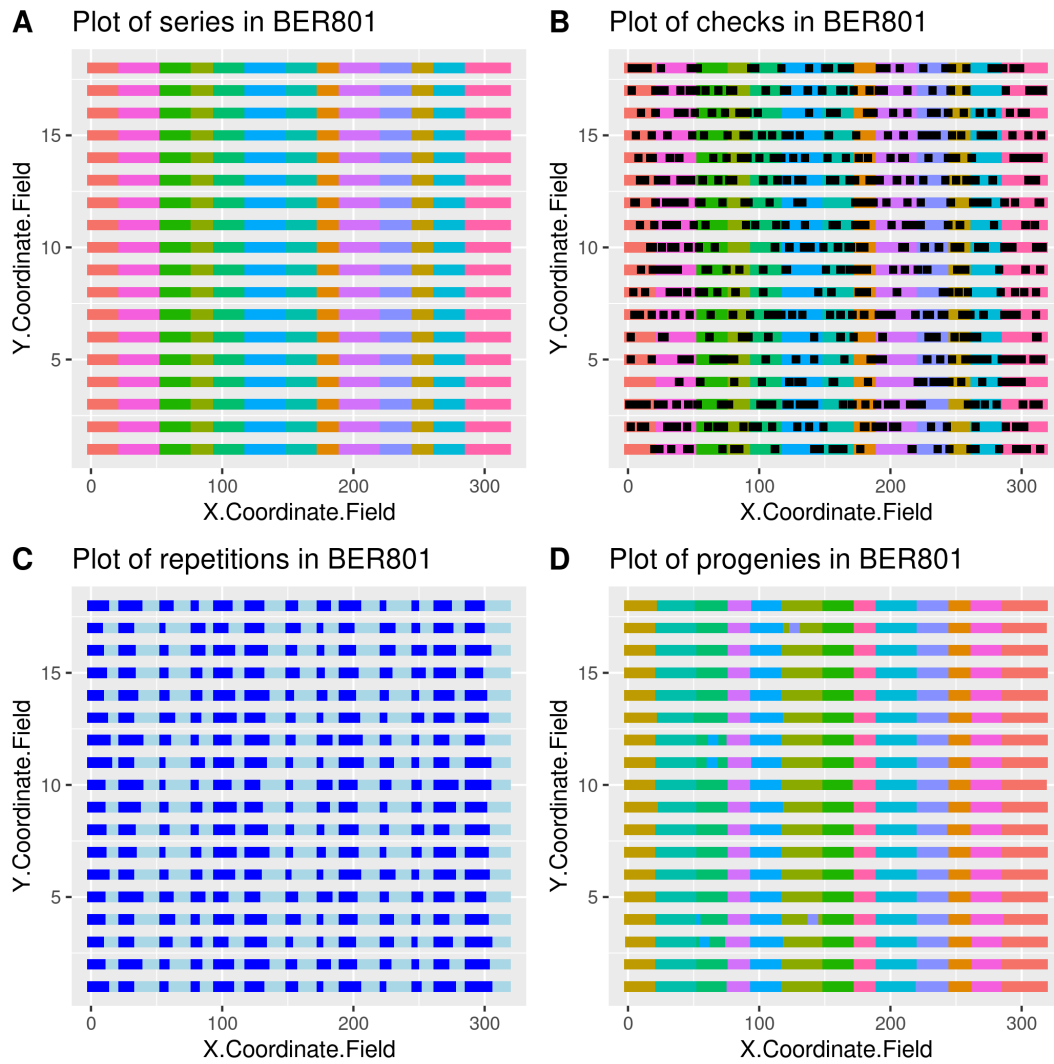 A Plot of series in BER801
15
10
5
0 100 200 300
X.Coordinate.Field
Y.Coordinate.Field
B Plot of checks in BER801
15
10
5
0 100 200 300
X.Coordinate.Field
Y.Coordinate.Field
C Plot of repetitions in BER801
15
10
5
0 100 200 300
X.Coordinate.Field
Y.Coordinate.Field
D Plot of progenies in BER801
15
10
5
0 100 200 300
X.Coordinate.Field
Y.Coordinate.Field